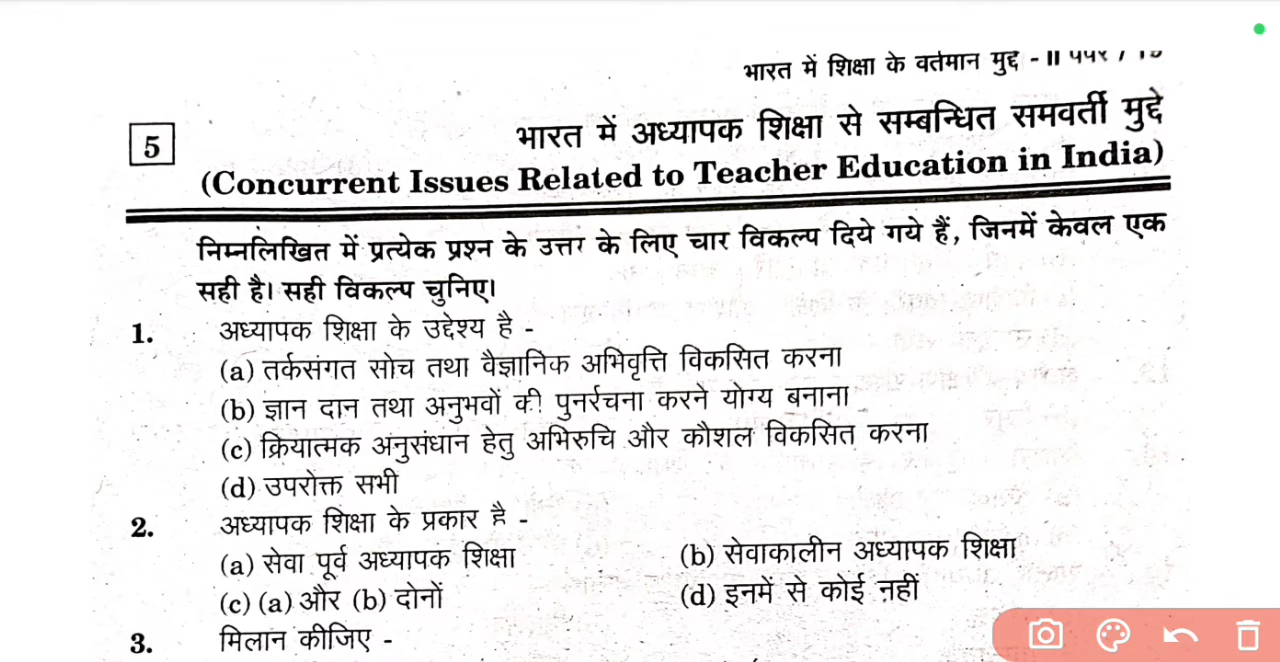 भारत में शिक्षा के वर्तमान मुद्दे - II पेपर /
5
भारत में अध्यापक शिक्षा से सम्बन्धित समवर्ती मुद्दे
(Concurrent Issues Related to Teacher Education in India)
निम्नलिखित में प्रत्येक प्रश्न के उत्तर के लिए चार विकल्प दिये गये हैं, जिनमें केवल एक
सही है। सही विकल्प चुनिए।
1. अध्यापक शिक्षा के उद्देश्य है -
(a) तर्कसंगत सोच तथा वैज्ञानिक अभिवृत्ति विकसित करना
(b) ज्ञान दान तथा अनुभवों की पुनर्रचना करने योग्य बनाना
(c) क्रियात्मक अनुसंधान हेतु अभिरुचि और कौशल विकसित करना
(d) उपरोक्त सभी
2. अध्यापक शिक्षा के प्रकार है -
(a) सेवा पूर्व अध्यापक शिक्षा (b) सेवाकालीन अध्यापक शिक्षा
(c) (a) और (b) दोनों (d) इनमें से कोई नहीं
3. मिलान कीजिए -